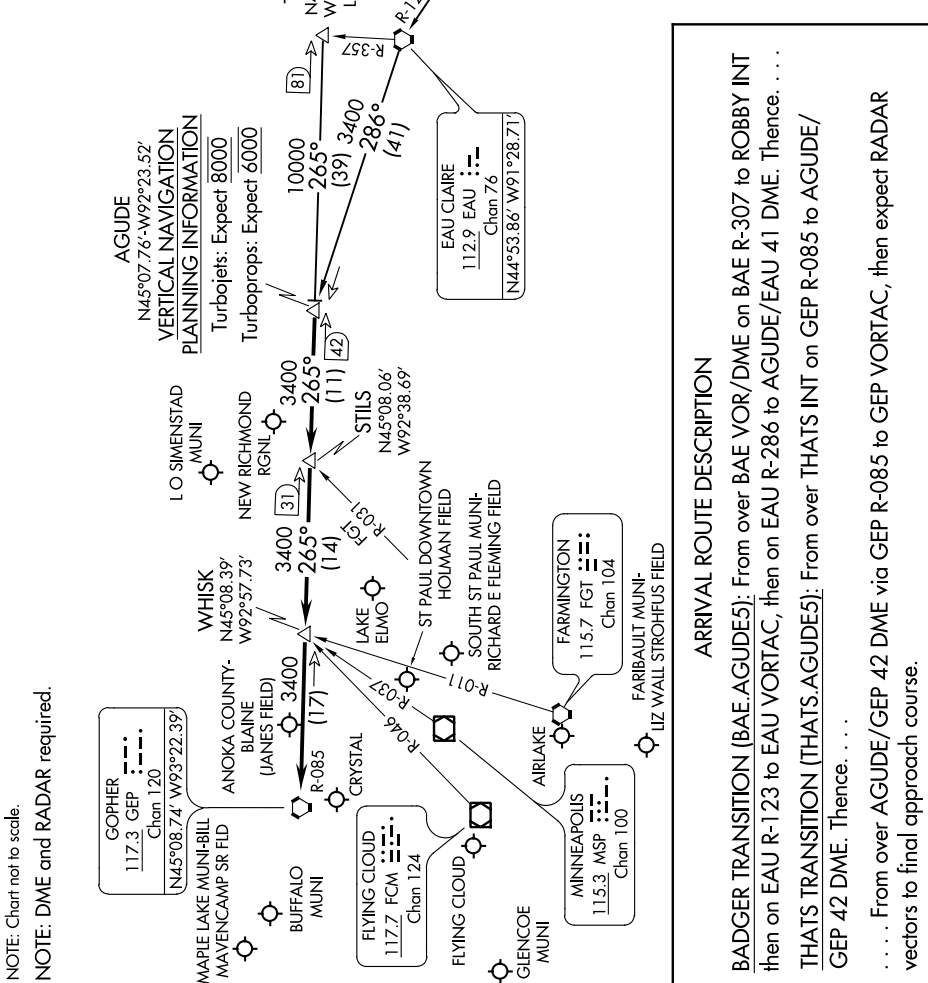 NOTE: Chart not to scale.
NOTE: DME and RADAR required.
GOPHER
117.3 GEP
Chan 120
N45°08.74' W93°22.39'
MAPLE LAKE MUNI-BILL
MAVENCAMP SR FLD
BUFFALO
MUNI
ANOKA COUNTY-
BLAINE
(JANES FIELD)
R-085
CRYSTAL
3400
(17)
WHISK
N45°08.39'
W92°57.73'
3400
265°
(14)
31
L O SIMENSTAD
MUNI
NEW RICHMOND
RGNL
3400
265°
(11)
42
STILS
N45°08.06'
W92°38.69'
AGUDE
N45°07.76'-W92°23.52'
VERTICAL NAVIGATION
PLANNING INFORMATION
Turbojets: Expect 8000
Turboprops: Expect 6000
10000
265°
(39)
3400
286°
(41)
81
R-357
EAU CLAIRE
112.9 EAU
Chan 76
N44°53.86' W91°28.71'
FGT
R-031
LAKE
ELMO
ST PAUL DOWNTOWN
HOLMAN FIELD
SOUTH ST PAUL MUNI-
RICHARD E FLEMING FIELD
R-046
R-037
R-011
FLYING CLOUD
117.7 FCM
Chan 124
FLYING CLOUD
GLENCOE
MUNI
MINNEAPOLIS
115.3 MSP
Chan 100
AIRLAKE
FARMINGTON
115.7 FGT
Chan 104
FARIBAULT MUNI-
LIZ WALL STROHFUS FIELD
ARRIVAL ROUTE DESCRIPTION
BADGER TRANSITION (BAE.AGUDE5): From over BAE VOR/DME on BAE R-307 to ROBBY INT
then on EAU R-123 to EAU VORTAC, then on EAU R-286 to AGUDE/EAU 41 DME. Thence. . . .
THATS TRANSITION (THATS.AGUDE5): From over THATS INT on GEP R-085 to AGUDE/
GEP 42 DME. Thence. . . .
. . . . From over AGUDE/GEP 42 DME via GEP R-085 to GEP VORTAC, then expect RADAR
vectors to final approach course.